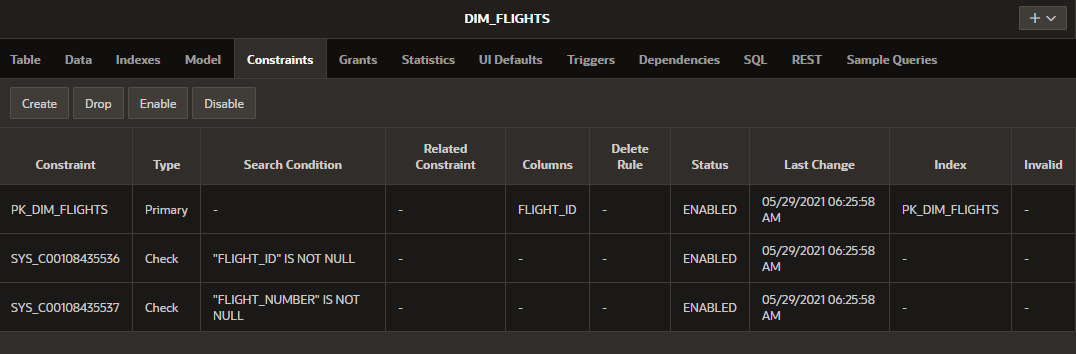 DIM_FLIGHTS
Table Data Indexes Model Constraints Grants Statistics UI Defaults Triggers Dependencies SQL REST Sample Queries
Create Drop Enable Disable
Constraint Type Search Condition Related Constraint Columns Delete Rule Status Last Change Index Invalid
PK_DIM_FLIGHTS Primary - - FLIGHT_ID - ENABLED 05/29/2021 06:25:58 AM PK_DIM_FLIGHTS -
SYS_C00108435536 Check "FLIGHT_ID" IS NOT NULL - - - ENABLED 05/29/2021 06:25:58 AM - -
SYS_C00108435537 Check "FLIGHT_NUMBER" IS NOT NULL - - - ENABLED 05/29/2021 06:25:58 AM - -